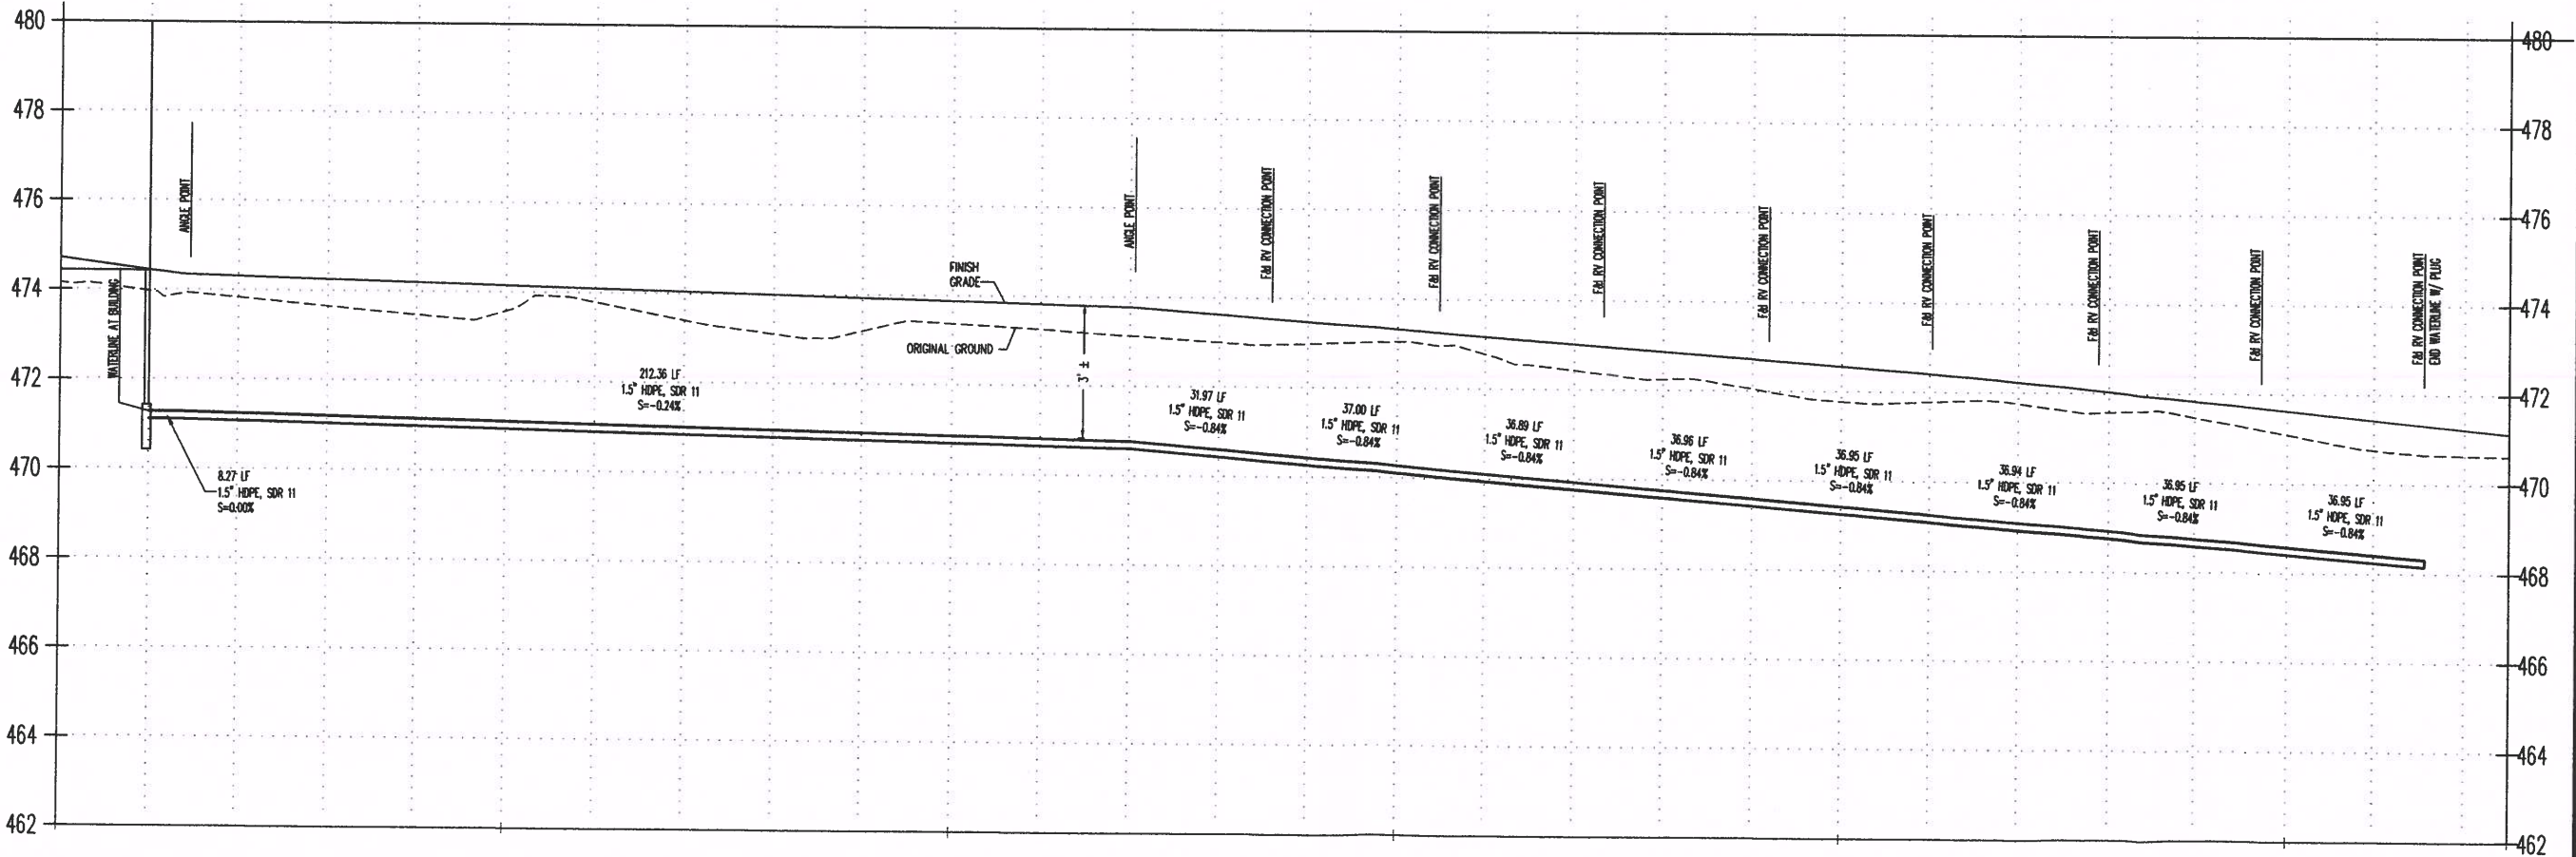 480
478
476
474
472
470
468
466
464
462
480
478
476
474
472
470
468
466
464
462
WATERLINE AT BUILDING
ANGLE POINT
ANGLE POINT
F&I RV CONNECTION POINT
F&I RV CONNECTION POINT
F&I RV CONNECTION POINT
F&I RV CONNECTION POINT
F&I RV CONNECTION POINT
F&I RV CONNECTION POINT
F&I RV CONNECTION POINT
F&I RV CONNECTION POINT
END WATERLINE W/ PLUG
FINISH
GRADE
ORIGINAL GROUND
3' ±
8.27 LF
1.5" HDPE, SDR 11
S=0.00%
212.36 LF
1.5" HDPE, SDR 11
S=-0.24%
31.97 LF
1.5" HDPE, SDR 11
S=-0.84%
37.00 LF
1.5" HDPE, SDR 11
S=-0.84%
36.89 LF
1.5" HDPE, SDR 11
S=-0.84%
36.96 LF
1.5" HDPE, SDR 11
S=-0.84%
36.95 LF
1.5" HDPE, SDR 11
S=-0.84%
36.94 LF
1.5" HDPE, SDR 11
S=-0.84%
36.95 LF
1.5" HDPE, SDR 11
S=-0.84%
36.95 LF
1.5" HDPE, SDR 11
S=-0.84%